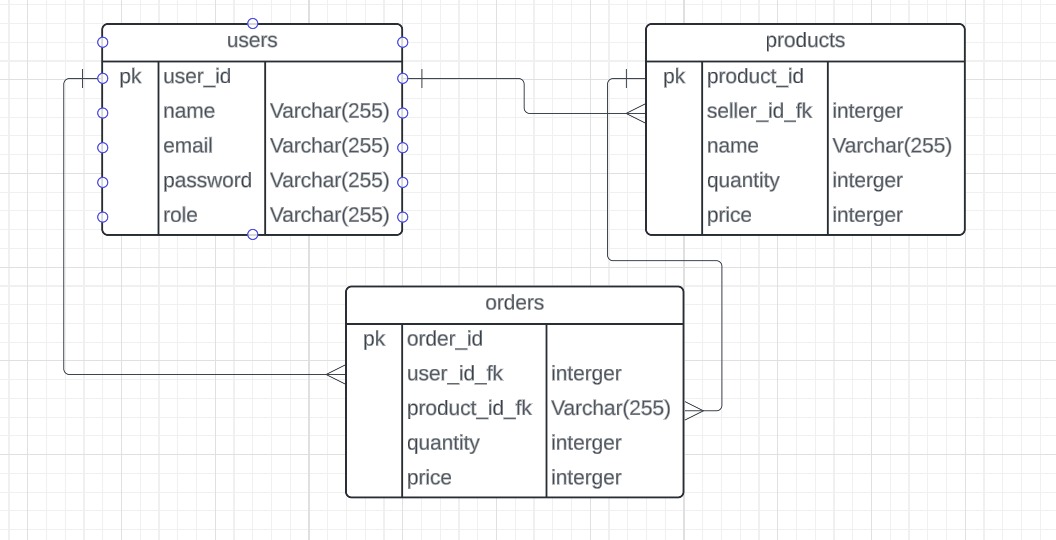 users
pk user_id
name Varchar(255)
email Varchar(255)
password Varchar(255)
role Varchar(255)
products
pk product_id
seller_id_fk interger
name Varchar(255)
quantity interger
price interger
orders
pk order_id
user_id_fk interger
product_id_fk Varchar(255)
quantity interger
price interger